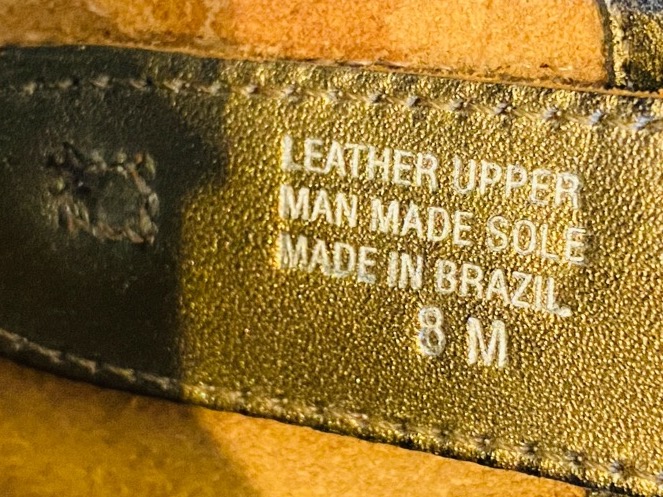 LEATHER UPPER
MAN MADE SOLE
MADE IN BRAZIL
8 M